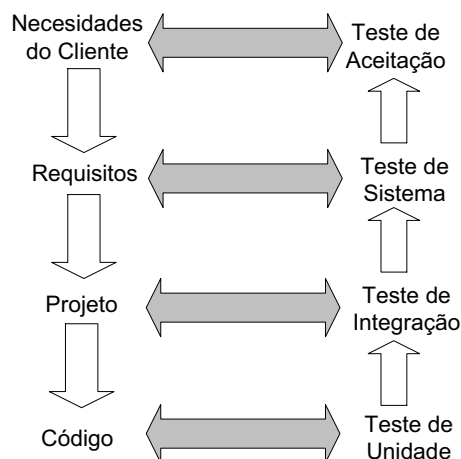 Necesidades
do Cliente
Teste de
Aceitação
Requisitos
Teste de
Sistema
Projeto
Teste de
Integração
Código
Teste de
Unidade